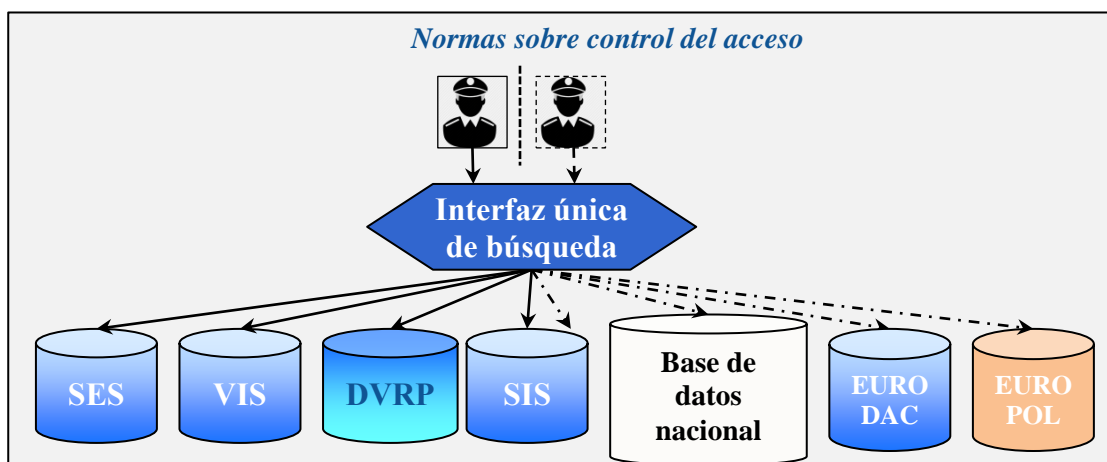 Normas sobre control del acceso
Interfaz única
de búsqueda
SES
VIS
DVRP
SIS
Base de
datos
nacional
EURO
DAC
EURO
POL